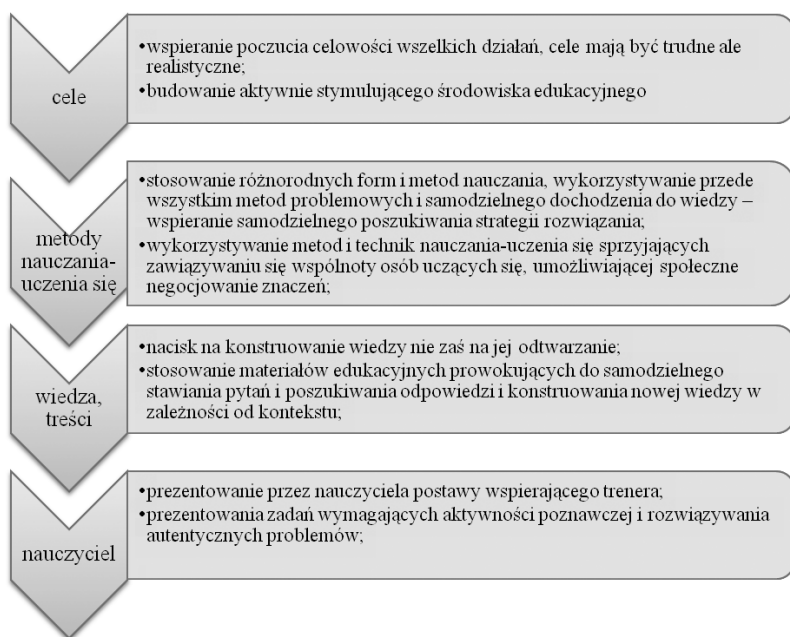 cele
•wspieranie poczucia celowości wszelkich działań, cele mają być trudne ale
realistyczne;
•budowanie aktywnie stymulującego środowiska edukacyjnego
metody
nauczania-
uczenia się
•stosowanie różnorodnych form i metod nauczania, wykorzystywanie przede
wszystkim metod problemowych i samodzielnego dochodzenia do wiedzy –
wspieranie samodzielnego poszukiwania strategii rozwiązania;
•wykorzystywanie metod i technik nauczania-uczenia się sprzyjających
zawiązywaniu się wspólnoty osób uczących się, umożliwiającej społeczne
negocjowanie znaczeń;
wiedza,
treści
•nacisk na konstruowanie wiedzy nie zaś na jej odtwarzanie;
•stosowanie materiałów edukacyjnych prowokujących do samodzielnego
stawiania pytań i poszukiwania odpowiedzi i konstruowania nowej wiedzy w
zależności od kontekstu;
nauczyciel
•prezentowanie przez nauczyciela postawy wspierającego trenera;
•prezentowania zadań wymagających aktywności poznawczej i rozwiązywania
autentycznych problemów;